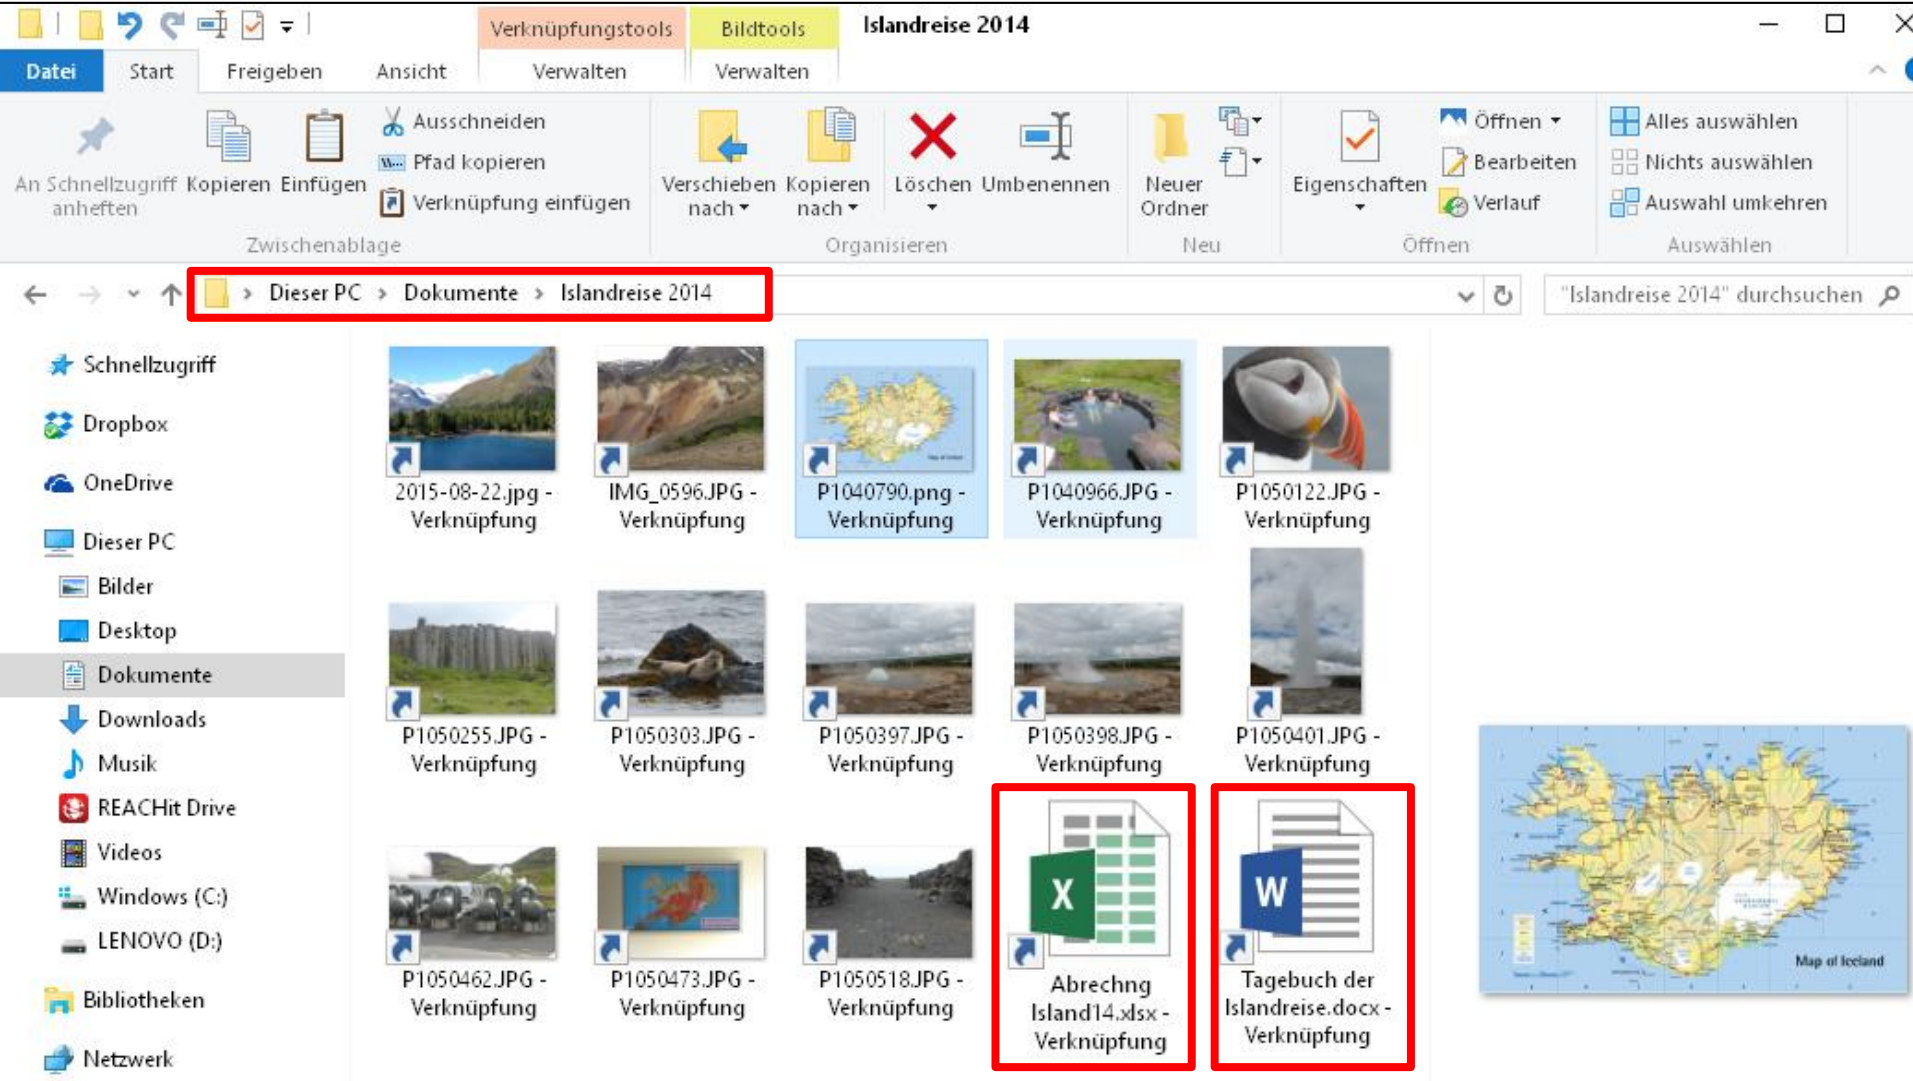 Verknüpfungstools
Bildtools
Islandreise 2014
Datei
Start
Freigeben
Ansicht
Verwalten
Verwalten
An Schnellzugriff
anheften
Kopieren
Einfügen
Ausschneiden
Pfad kopieren
Verknüpfung einfügen
Zwischenablage
Verschieben
nach
Kopieren
nach
Löschen
Umbenennen
Organisieren
Neuer
Ordner
Neu
Eigenschaften
Öffnen
Bearbeiten
Verlauf
Öffnen
Alles auswählen
Nichts auswählen
Auswahl umkehren
Auswählen
Dieser PC > Dokumente > Islandreise 2014
"Islandreise 2014" durchsuchen
Schnellzugriff
Dropbox
OneDrive
Dieser PC
Bilder
Desktop
Dokumente
Downloads
Musik
REACHit Drive
Videos
Windows (C:)
LENOVO (D:)
Bibliotheken
Netzwerk
2015-08-22.jpg -
Verknüpfung
IMG_0596.JPG -
Verknüpfung
P1040790.png -
Verknüpfung
P1040966.JPG -
Verknüpfung
P1050122.JPG -
Verknüpfung
P1050255.JPG -
Verknüpfung
P1050303.JPG -
Verknüpfung
P1050397.JPG -
Verknüpfung
P1050398.JPG -
Verknüpfung
P1050401.JPG -
Verknüpfung
P1050462.JPG -
Verknüpfung
P1050473.JPG -
Verknüpfung
P1050518.JPG -
Verknüpfung
X
Abrechng
Island14.xlsx -
Verknüpfung
W
Tagebuch der
Islandreise.docx -
Verknüpfung
Map of Iceland